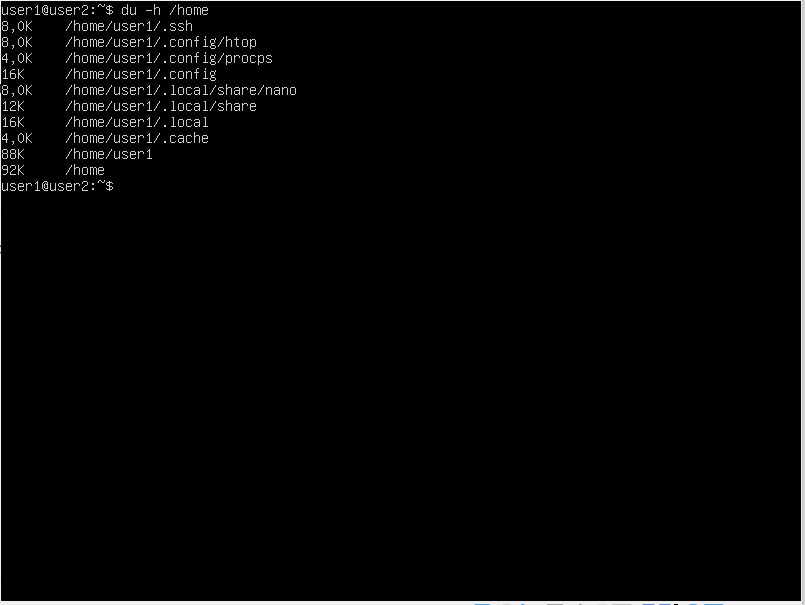 user1@user2:~$ du -h /home
8,0K    /home/user1/.ssh
8,0K    /home/user1/.config/htop
4,0K    /home/user1/.config/procps
16K     /home/user1/.config
8,0K    /home/user1/.local/share/nano
12K     /home/user1/.local/share
16K     /home/user1/.local
4,0K    /home/user1/.cache
88K     /home/user1
92K     /home
user1@user2:~$